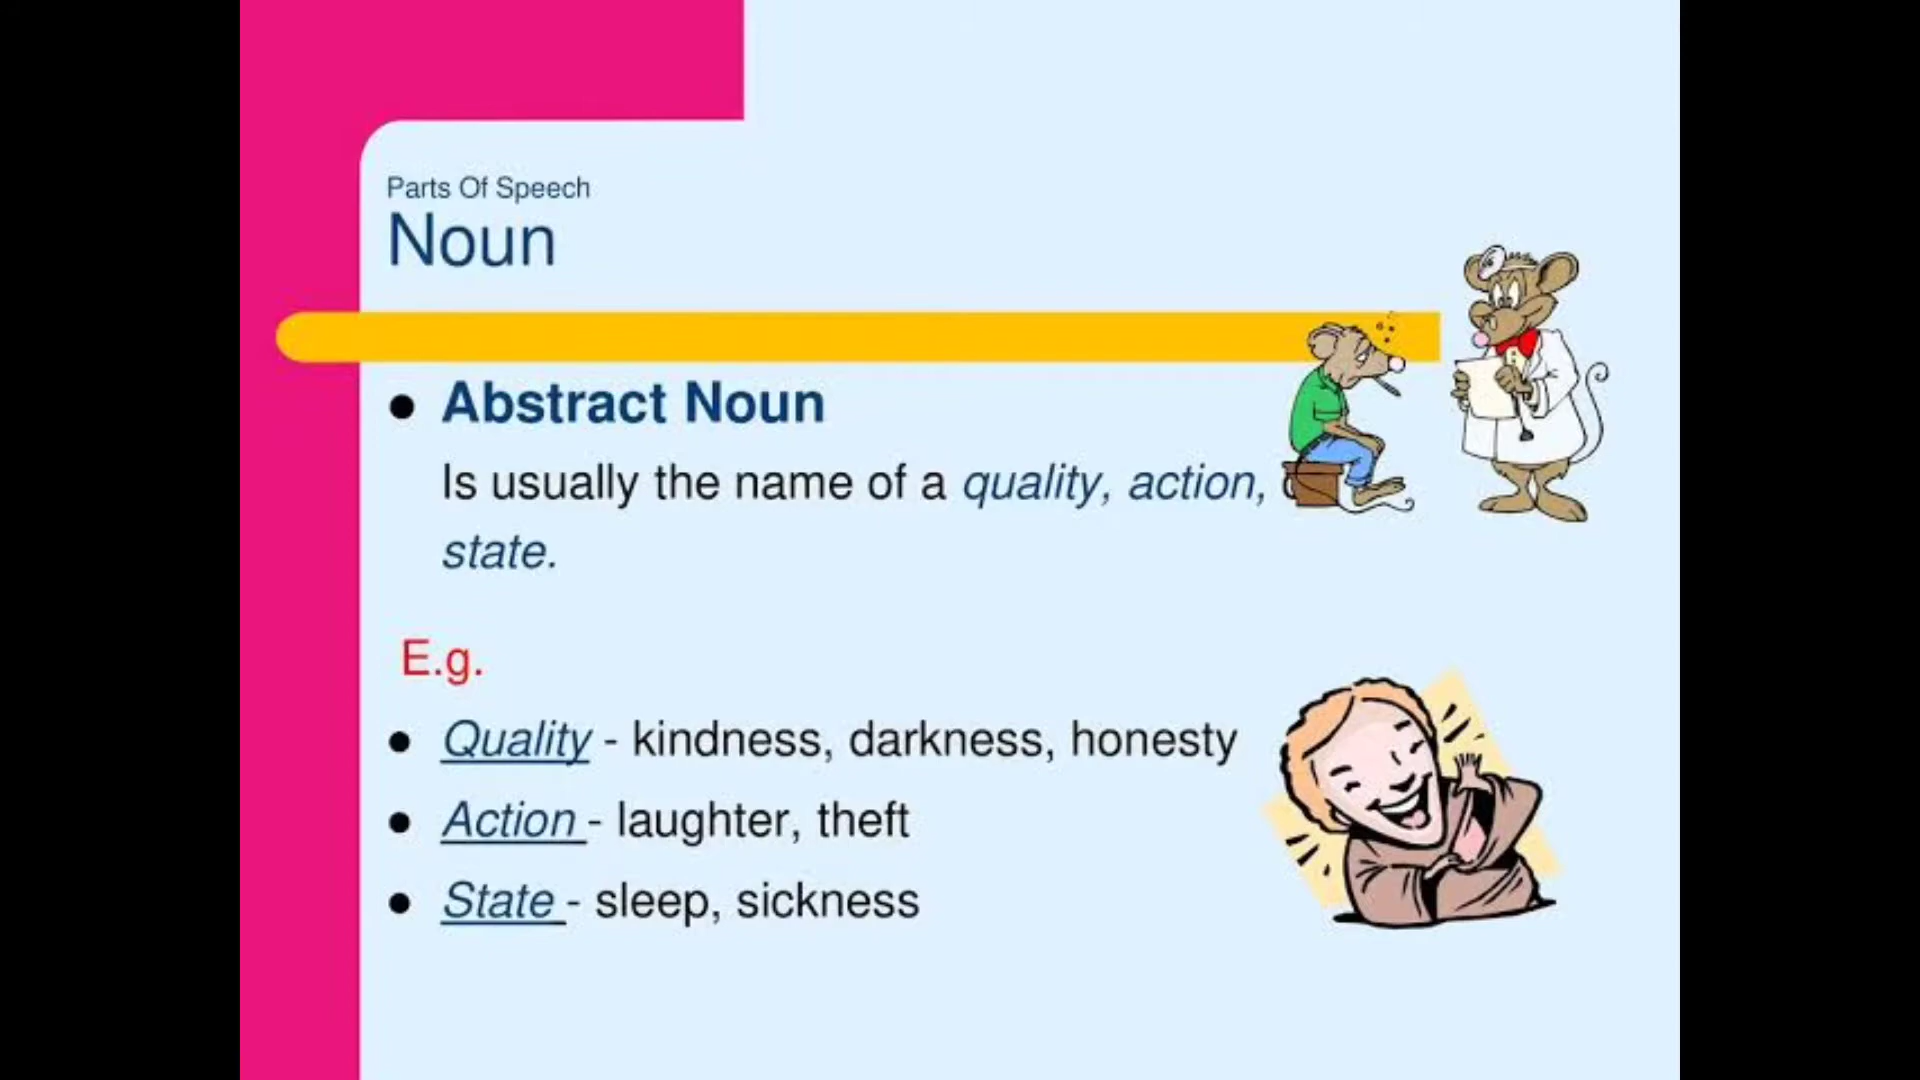 Parts Of Speech
Noun
● Abstract Noun
Is usually the name of a quality, action,
state.
E.g.
● Quality - kindness, darkness, honesty
● Action - laughter, theft
● State - sleep, sickness